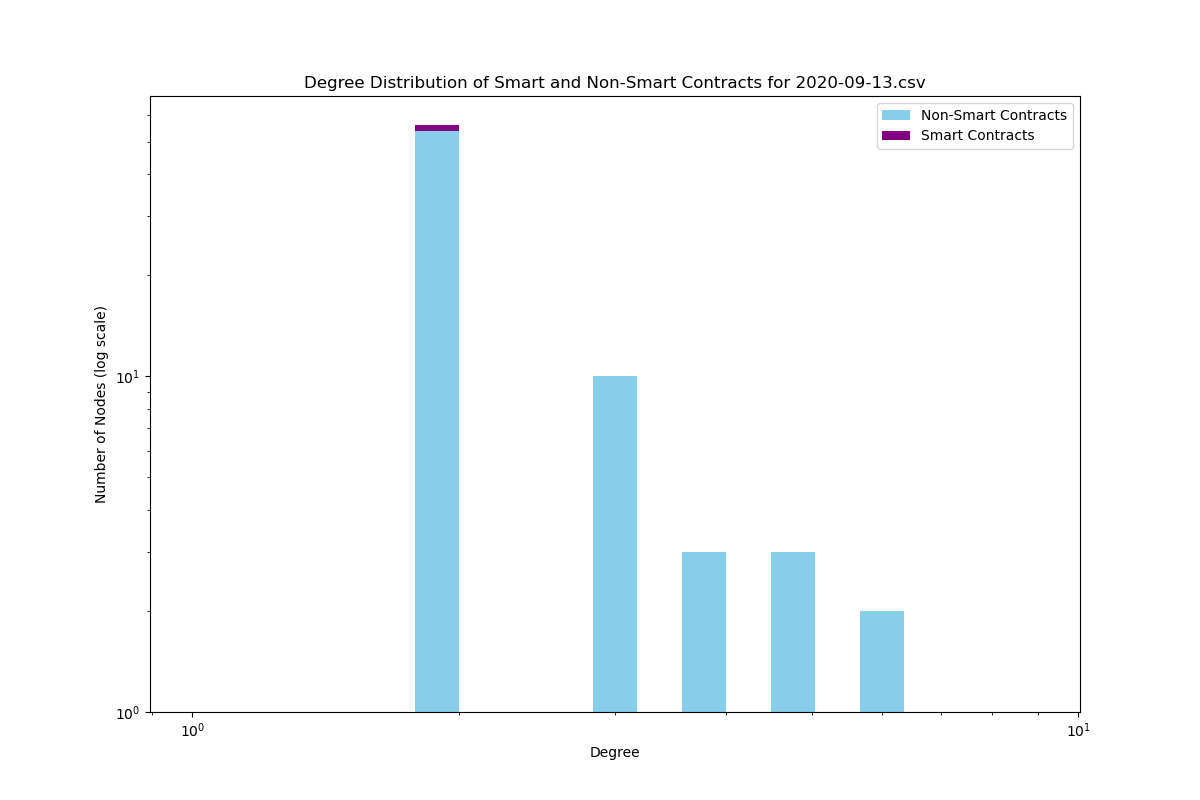 Degree Distribution of Smart and Non-Smart Contracts for 2020-09-13.csv
Non-Smart Contracts
Smart Contracts
Number of Nodes (log scale)
10¹
10⁰
10⁰ 10¹
Degree